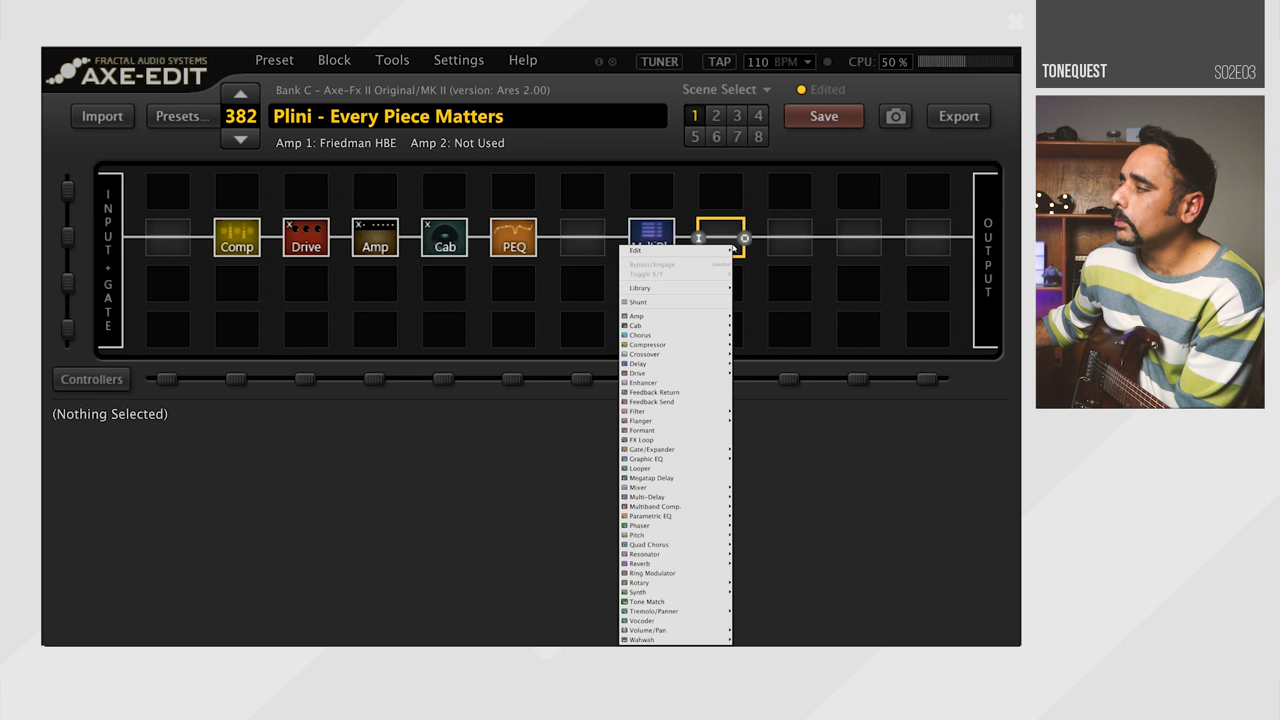 FRACTAL AUDIO SYSTEMS
AXE-EDIT
Preset Block Tools Settings Help
TUNER TAP 110 BPM CPU: 50 %
TONEQUEST S02E03
Bank C – Axe-Fx II Original/MK II (version: Ares 2.00)
Scene Select Edited
Import Presets... 382 Plini - Every Piece Matters
1 2 3 4
5 6 7 8
Save Export
Amp 1: Friedman HBE Amp 2: Not Used
INPUT + GATE
OUTPUT
Comp
X Drive
X Amp
X Cab
PEQ
I O
Edit
Bypass/Engage
Toggle X/Y
Library
Shunt
Amp
Cab
Chorus
Compressor
Crossover
Delay
Drive
Enhancer
Feedback Return
Feedback Send
Filter
Flanger
Formant
FX Loop
Gate/Expander
Graphic EQ
Looper
Megatap Delay
Mixer
Multi-Delay
Multiband Comp.
Parametric EQ
Phaser
Pitch
Quad Chorus
Resonator
Reverb
Ring Modulator
Rotary
Synth
Tone Match
Tremolo/Panner
Vocoder
Volume/Pan
Wahwah
Controllers
(Nothing Selected)